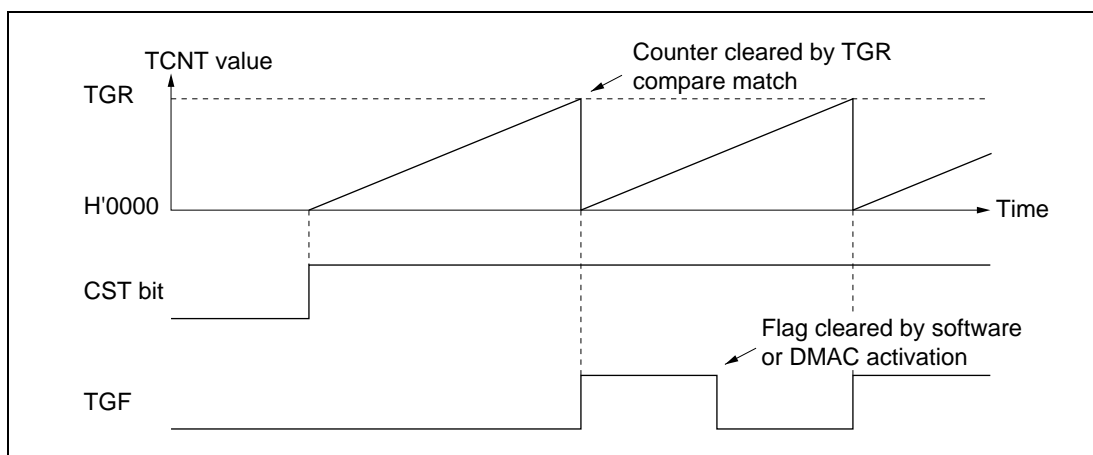 TCNT value
Counter cleared by TGR
compare match
TGR
H'0000
Time
CST bit
Flag cleared by software
or DMAC activation
TGF